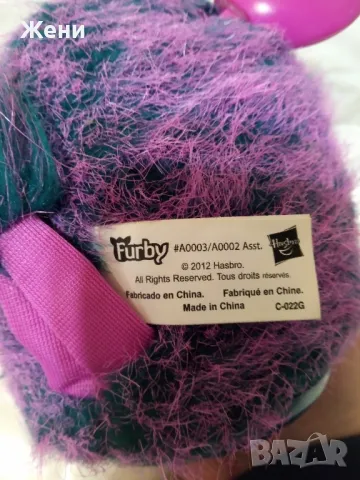 Жени
Furby #A0003/A0002 Asst. Hasbro
© 2012 Hasbro.
All Rights Reserved. Tous droits réservés.
Fabricado en China. Fabriqué en Chine.
Made in China C-022G
BAZAR